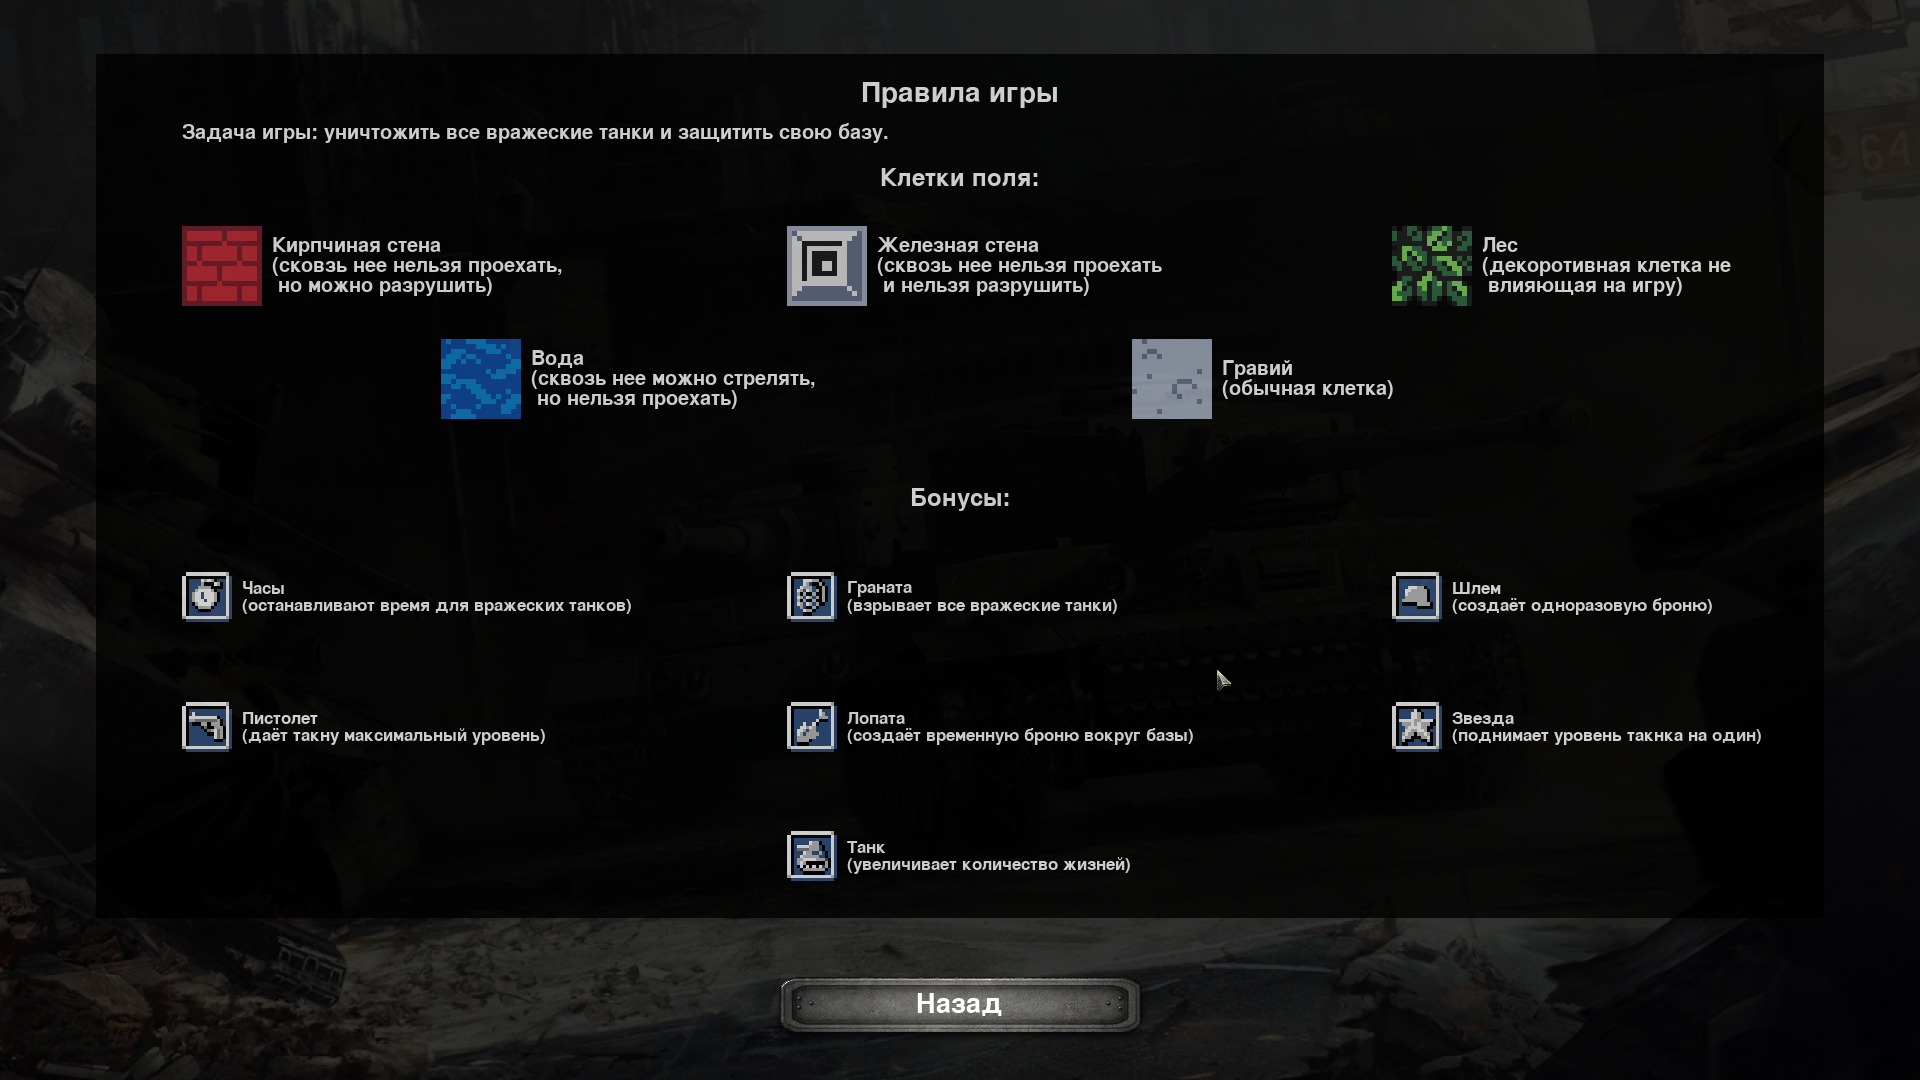 Правила игры
Задача игры: уничтожить все вражеские танки и защитить свою базу.
Клетки поля:
Кирпчиная стена
(сковзь нее нельзя проехать,
но можно разрушить)
Железная стена
(сквозь нее нельзя проехать
и нельзя разрушить)
Лес
(декоротивная клетка не
влияющая на игру)
Вода
(сквозь нее можно стрелять,
но нельзя проехать)
Гравий
(обычная клетка)
Бонусы:
Часы
(останавливают время для вражеских танков)
Граната
(взрывает все вражеские танки)
Шлем
(создаёт одноразовую броню)
Пистолет
(даёт такну максимальный уровень)
Лопата
(создаёт временную броню вокруг базы)
Звезда
(поднимает уровень такнка на один)
Танк
(увеличивает количество жизней)
Назад
64